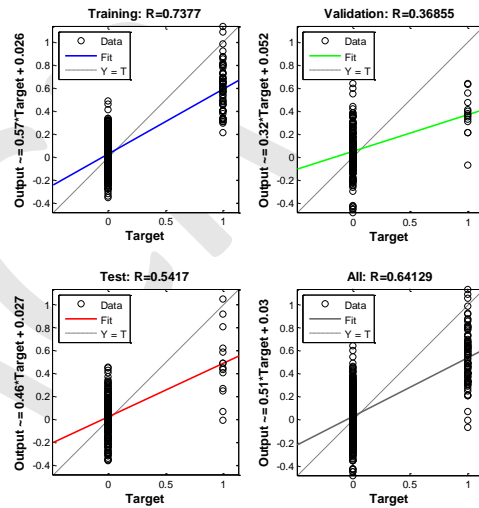 Training: R=0.7377
Output ~= 0.57*Target + 0.026
1
0.8
0.6
0.4
0.2
0
-0.2
-0.4
Data
Fit
Y = T
0
0.5
1
Target
Validation: R=0.36855
Output ~= 0.32*Target + 0.052
1
0.8
0.6
0.4
0.2
0
-0.2
-0.4
Data
Fit
Y = T
0
0.5
1
Target
Test: R=0.5417
Output ~= 0.46*Target + 0.027
1
0.8
0.6
0.4
0.2
0
-0.2
-0.4
Data
Fit
Y = T
0
0.5
1
Target
All: R=0.64129
Output ~= 0.51*Target + 0.03
1
0.8
0.6
0.4
0.2
0
-0.2
-0.4
Data
Fit
Y = T
0
0.5
1
Target